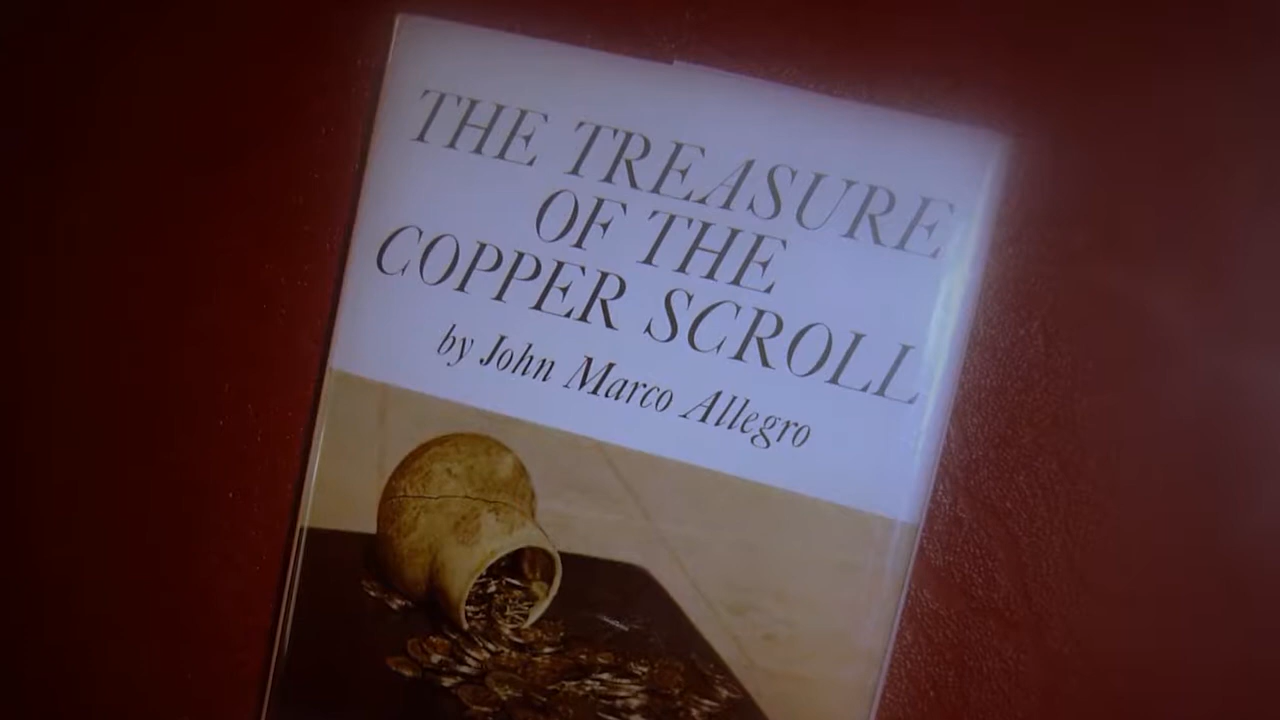 THE TREASURE
OF THE
COPPER SCROLL
by John Marco Allegro